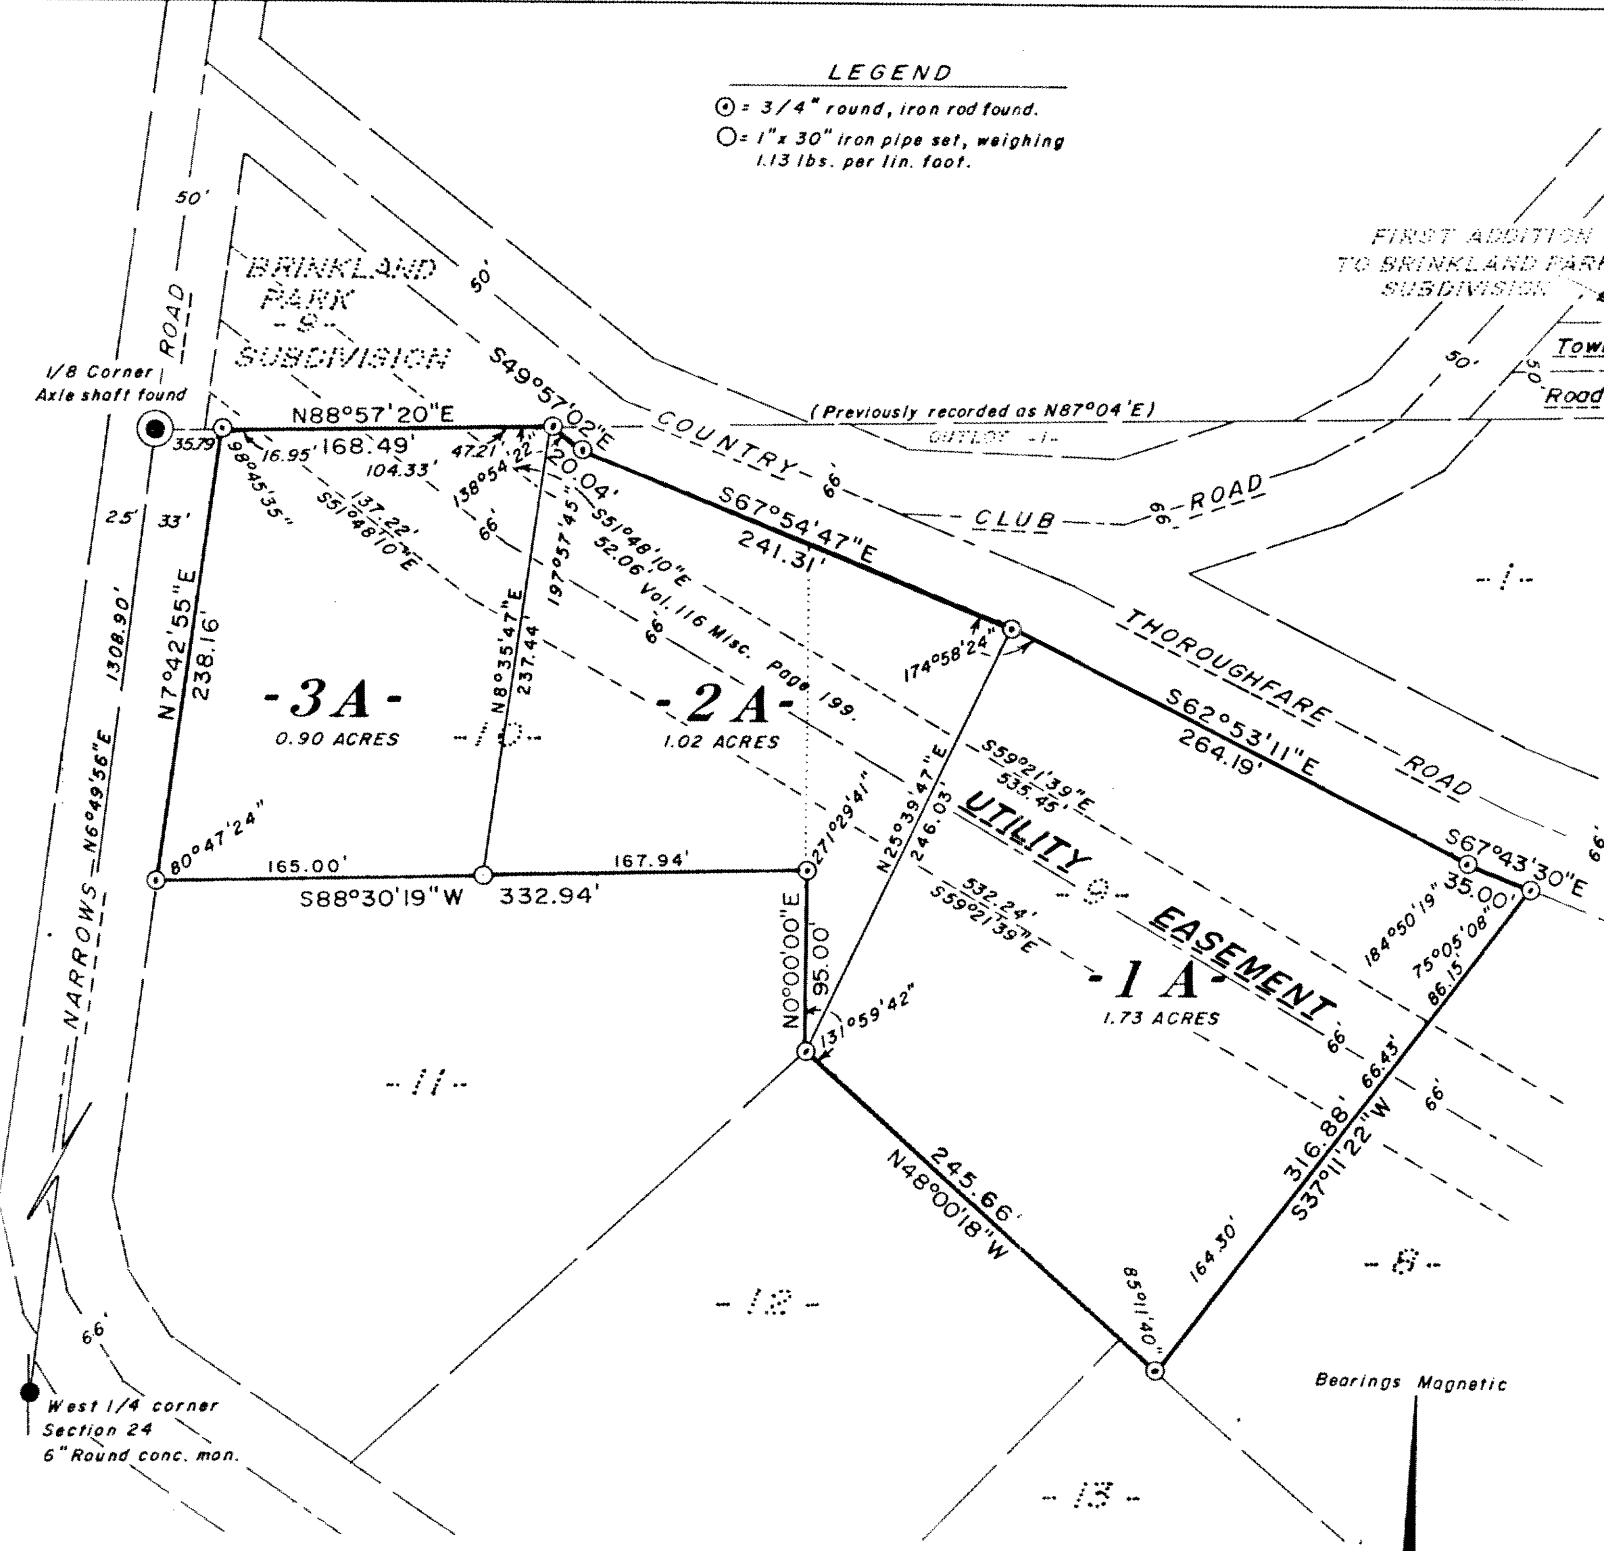 LEGEND
= 3/4" round, iron rod found.
= 1" x 30" iron pipe set, weighing
1.13 lbs. per lin. foot.
50'
BRINKLAND
PARK
-9-
SUBDIVISION
ROAD
50'
FIRST ADDITION
TO BRINKLAND PARK
SUBDIVISION
50'
50'
Road
1/8 Corner
Axle shaft found
S49°57'02"E
20.04'
N88°57'20"E
168.49'
(Previously recorded as N87°04'E)
OUTLOT -1-
35.79
16.95'
104.33'
47.21'
138°54'22"
98°45'35"
137.22'
S51°48'10"E
66'
COUNTRY
66'
CLUB
66'
ROAD
-1-
25'
33'
S67°54'47"E
241.31'
S51°48'10"E
52.06'
Vol. 116 Misc. Page 199.
66'
197°57'45"
N8°35'47"E
237.44'
N7°42'55"E
238.16'
1308.90'
N6°49'56"E
NARROWS
174°58'24"
THOROUGHFARE
ROAD
66'
S62°53'11"E
264.19'
-3A-
0.90 ACRES
-10-
-2A-
1.02 ACRES
S59°21'39"E
535.45'
N25°39'47"E
246.03'
UTILITY
EASEMENT
-9-
271°29'41"
80°47'24"
165.00'
167.94'
S88°30'19"W
332.94'
532.24'
S59°21'39"E
S67°43'30"E
35.00'
184°50'19"
75°05'08"
86.15'
N0°00'00"E
95.00'
131°59'42"
-1A-
1.73 ACRES
66'
66.43'
66'
-11-
316.88'
S37°11'22"W
245.66'
N48°00'18"W
164.30'
85°11'40"
-8-
-12-
66'
Bearings Magnetic
West 1/4 corner
Section 24
6" Round conc. mon.
-13-